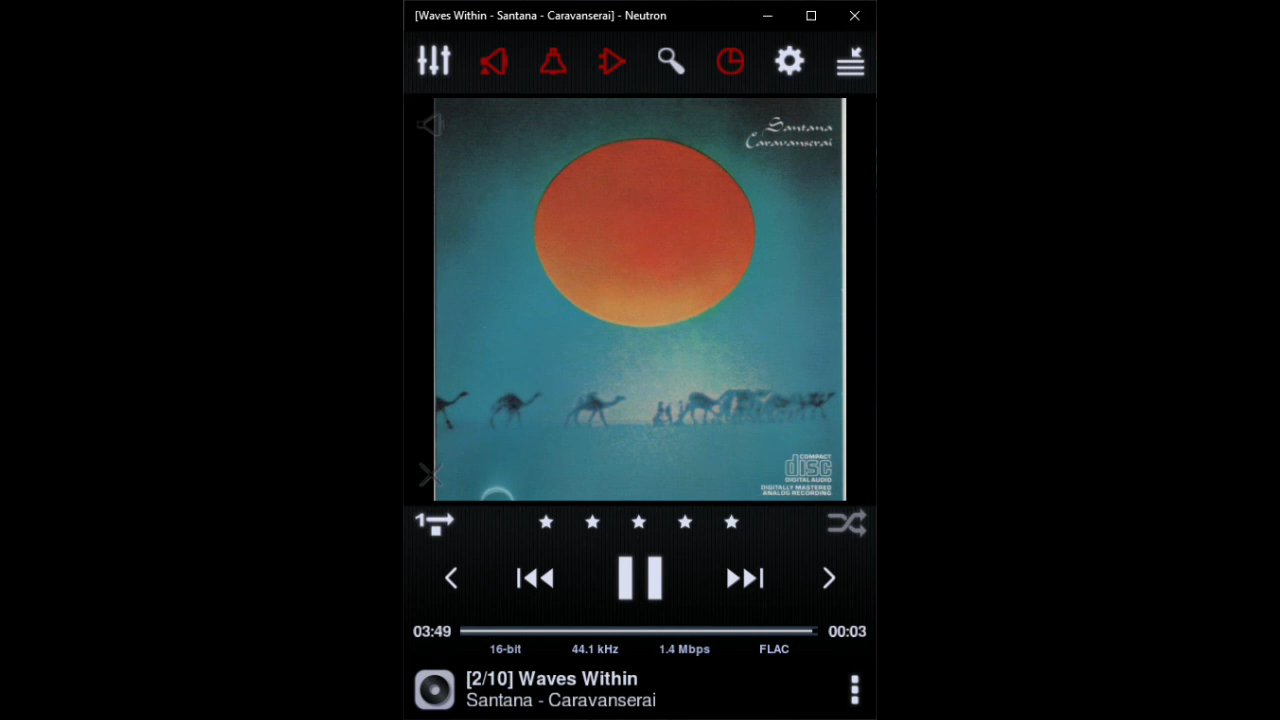 [Waves Within - Santana - Caravanserai] - Neutron
Santana
Caravanserai
COMPACT
disc
DIGITAL AUDIO
DIGITALLY MASTERED
ANALOG RECORDING
1
03:49 00:03
16-bit 44.1 kHz 1.4 Mbps FLAC
[2/10] Waves Within
Santana - Caravanserai